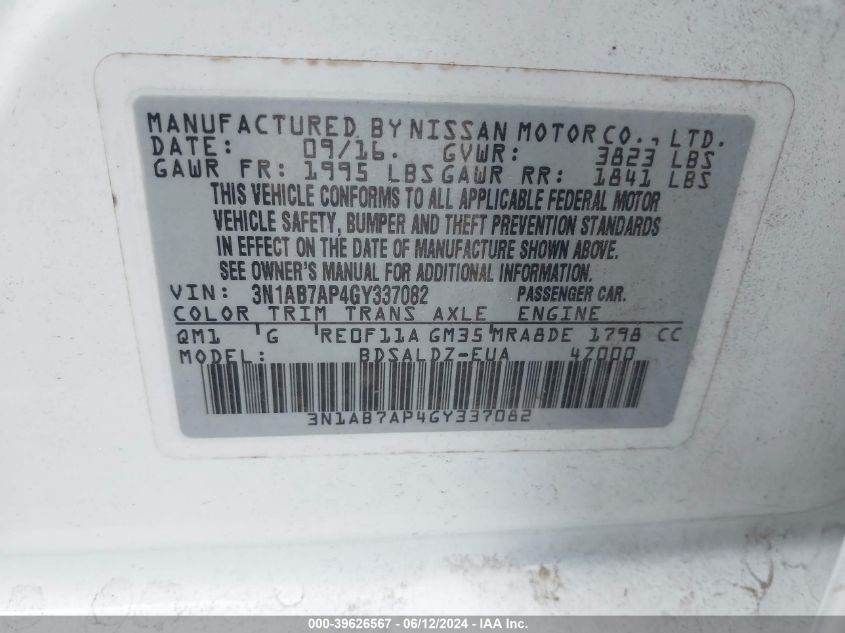 MANUFACTURED BY NISSAN MOTOR CO., LTD.
DATE: 09/16. GVWR: 3823 LBS
GAWR FR: 1995 LBS GAWR RR: 1841 LBS
THIS VEHICLE CONFORMS TO ALL APPLICABLE FEDERAL MOTOR
VEHICLE SAFETY, BUMPER AND THEFT PREVENTION STANDARDS
IN EFFECT ON THE DATE OF MANUFACTURE SHOWN ABOVE.
SEE OWNER'S MANUAL FOR ADDITIONAL INFORMATION.
VIN: 3N1AB7AP4GY337082 PASSENGER CAR.
COLOR TRIM TRANS AXLE ENGINE
QM1 G RE0F11A GM35 MRA8DE 1798 CC
MODEL: BDSALDZ-EUA 47000
3N1AB7AP4GY337082
000-39626567 - 06/12/2024 - IAA Inc.